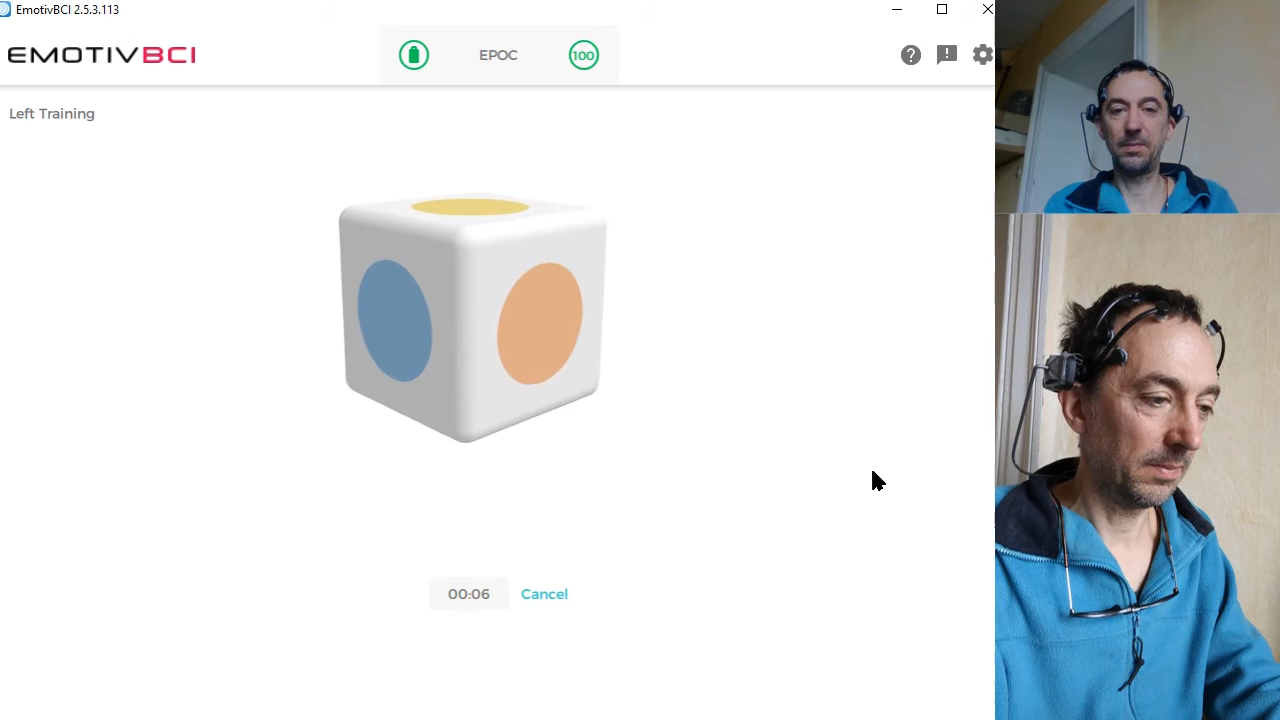 EmotivBCI 2.5.3.113
EMOTIVBCI
EPOC
100
Left Training
00:06
Cancel